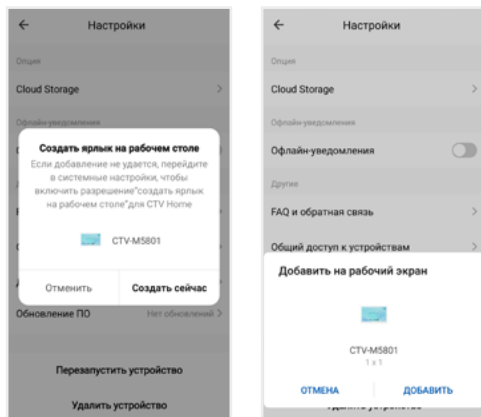 Настройки
Опция
Cloud Storage
Офлайн-уведомления
Создать ярлык на рабочем столе
Если добавление не удается, перейдите
в системные настройки, чтобы
включить разрешение"создать ярлык
на рабочем столе"для CTV Home
CTV-M5801
Отменить
Создать сейчас
Обновление ПО
Нет обновлений
Перезапустить устройство
Удалить устройство
Настройки
Опция
Cloud Storage
Офлайн-уведомления
Офлайн-уведомления
Другие
FAQ и обратная связь
Общий доступ к устройствам
Добавить на рабочий экран
CTV-M5801
1 x 1
ОТМЕНА
ДОБАВИТЬ